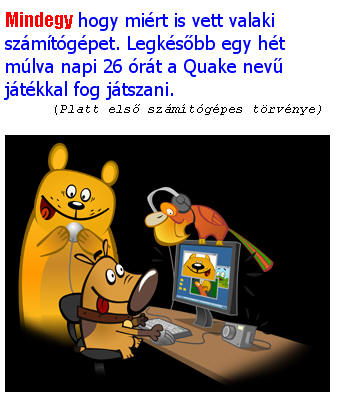 Mindegy hogy miért is vett valaki
számítógépet. Legkésőbb egy hét
múlva napi 26 órát a Quake nevű
játékkal fog játszani.
(Platt első számítógépes törvénye)